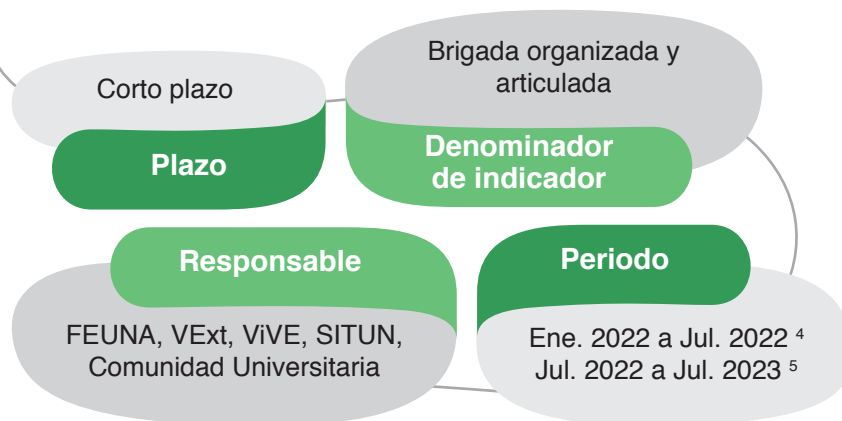 Corto plazo
Plazo
Brigada organizada y
articulada
Denominador
de indicador
Responsable
FEUNA, VExt, ViVE, SITUN,
Comunidad Universitaria
Periodo
Ene. 2022 a Jul. 2022 ⁴
Jul. 2022 a Jul. 2023 ⁵